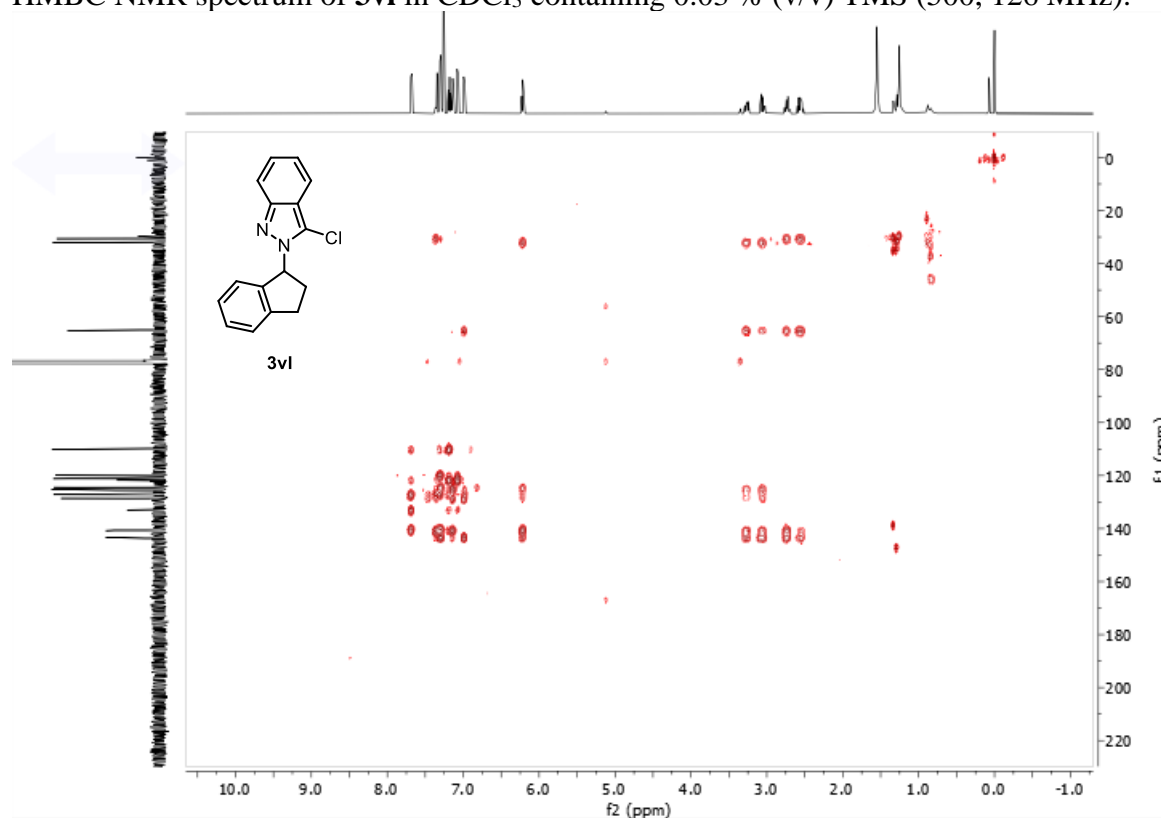 HMBC NMR spectrum of 3vl in CDCl₃ containing 0.03 % (v/v) TMS (500, 126 MHz).
N
N
Cl
3vl
0
20
40
60
80
100
120
140
160
180
200
220
f1 (ppm)
10.0 9.0 8.0 7.0 6.0 5.0 4.0 3.0 2.0 1.0 0.0 -1.0
f2 (ppm)